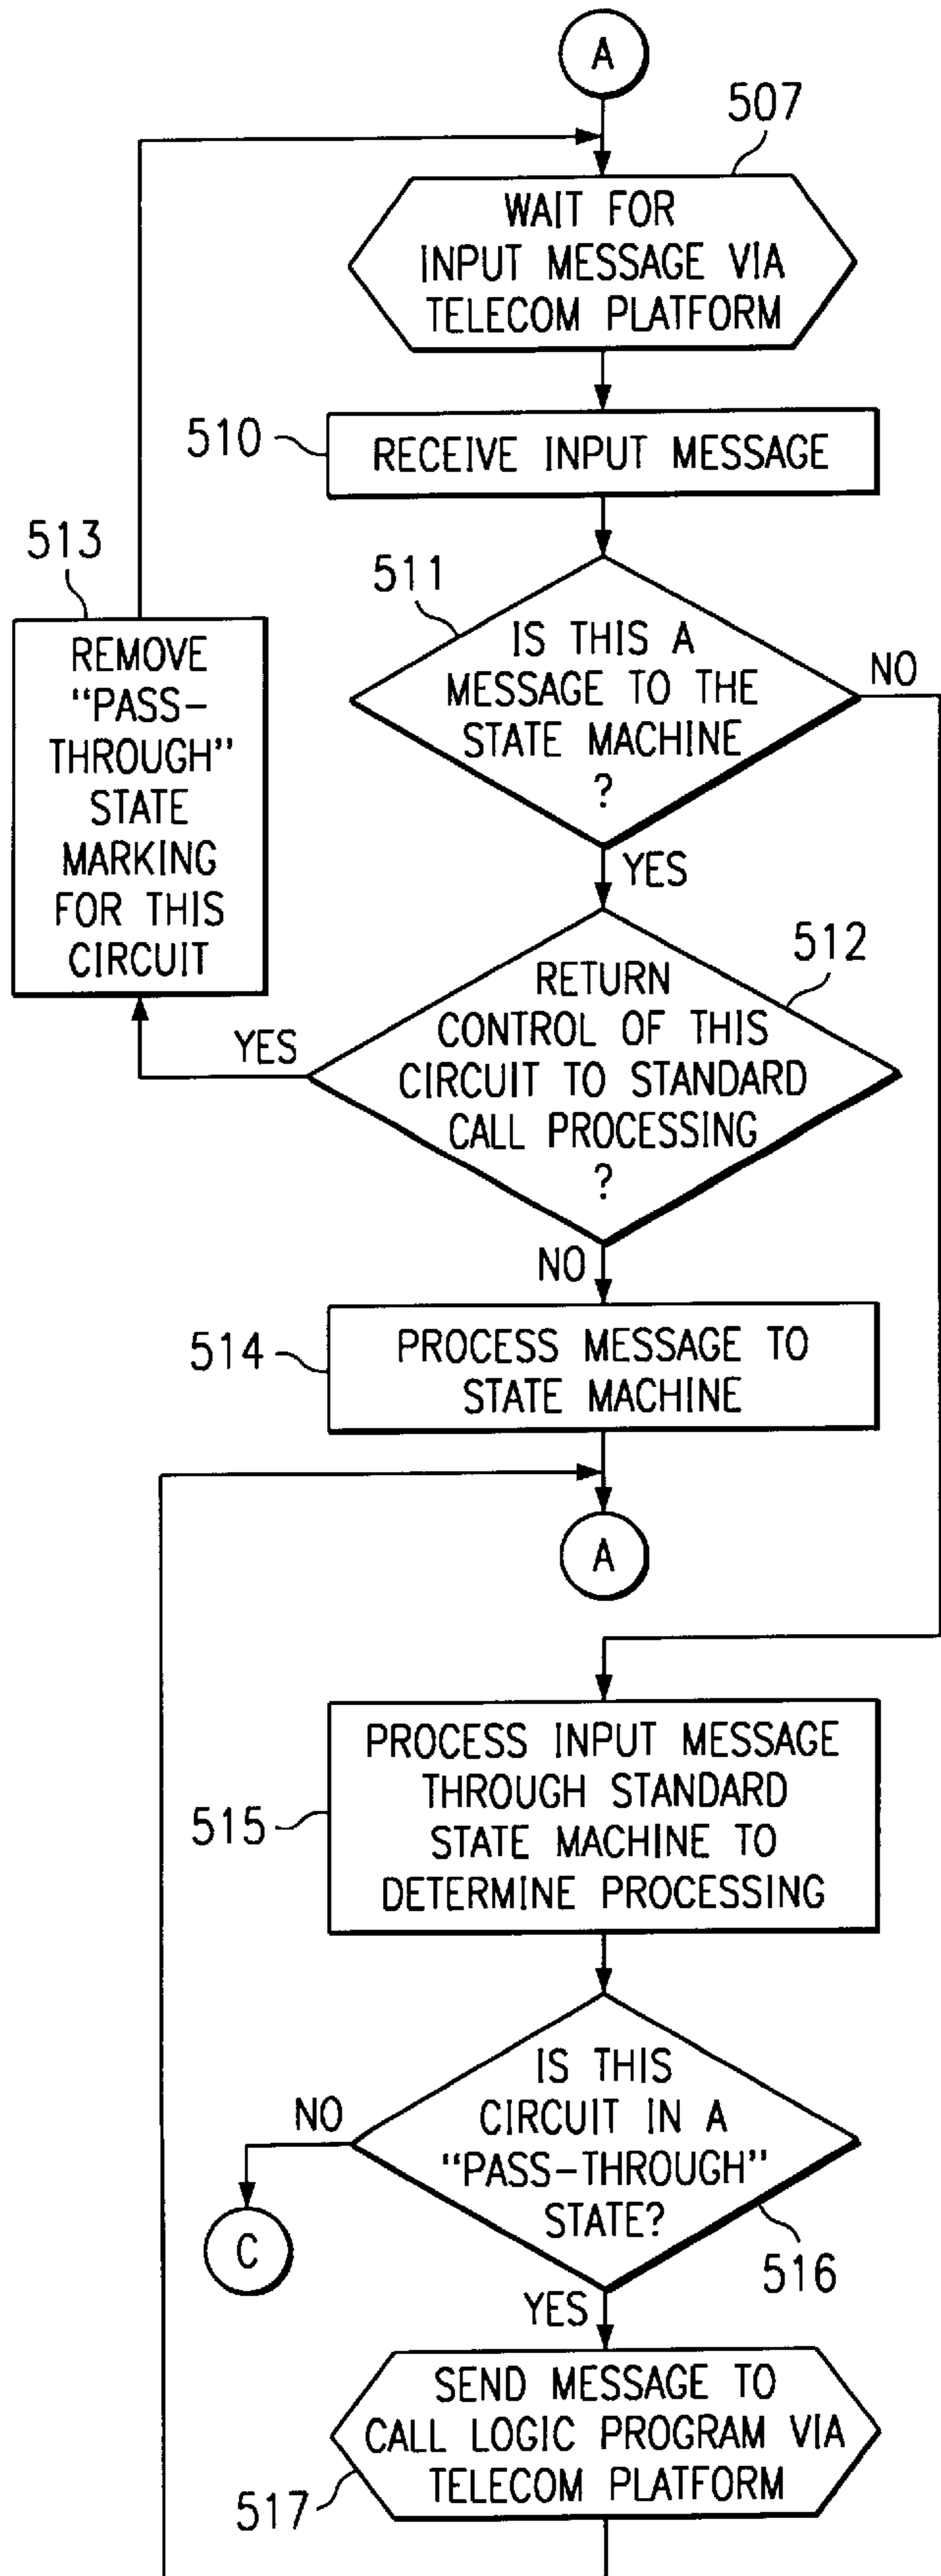 A
507
WAIT FOR
INPUT MESSAGE VIA
TELECOM PLATFORM
510
RECEIVE INPUT MESSAGE
513
REMOVE
"PASS-
THROUGH"
STATE
MARKING
FOR THIS
CIRCUIT
511
IS THIS A
MESSAGE TO THE
STATE MACHINE
?
NO
YES
512
RETURN
CONTROL OF THIS
CIRCUIT TO STANDARD
CALL PROCESSING
?
YES
NO
514
PROCESS MESSAGE TO
STATE MACHINE
A
515
PROCESS INPUT MESSAGE
THROUGH STANDARD
STATE MACHINE TO
DETERMINE PROCESSING
IS THIS
CIRCUIT IN A
"PASS-THROUGH"
STATE?
NO
C
516
YES
SEND MESSAGE TO
CALL LOGIC PROGRAM VIA
TELECOM PLATFORM
517